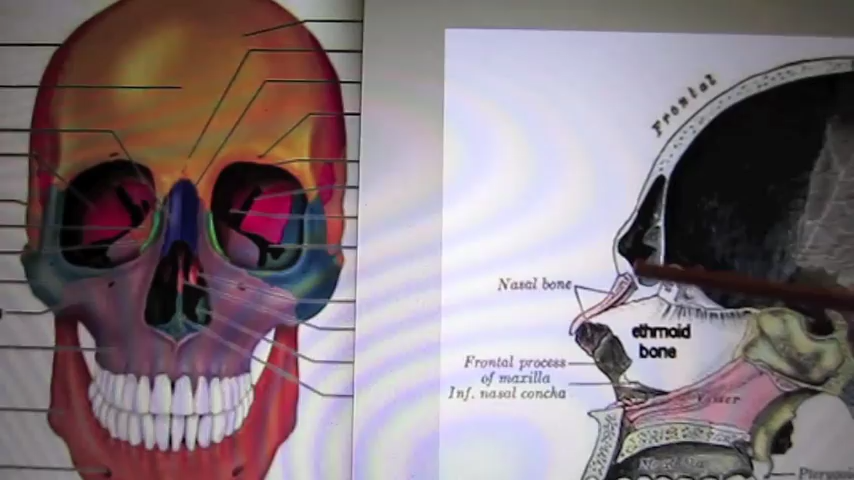 Frontal
Nasal bone
ethmoid
bone
Frontal process
of maxilla
Inf. nasal concha
Vomer